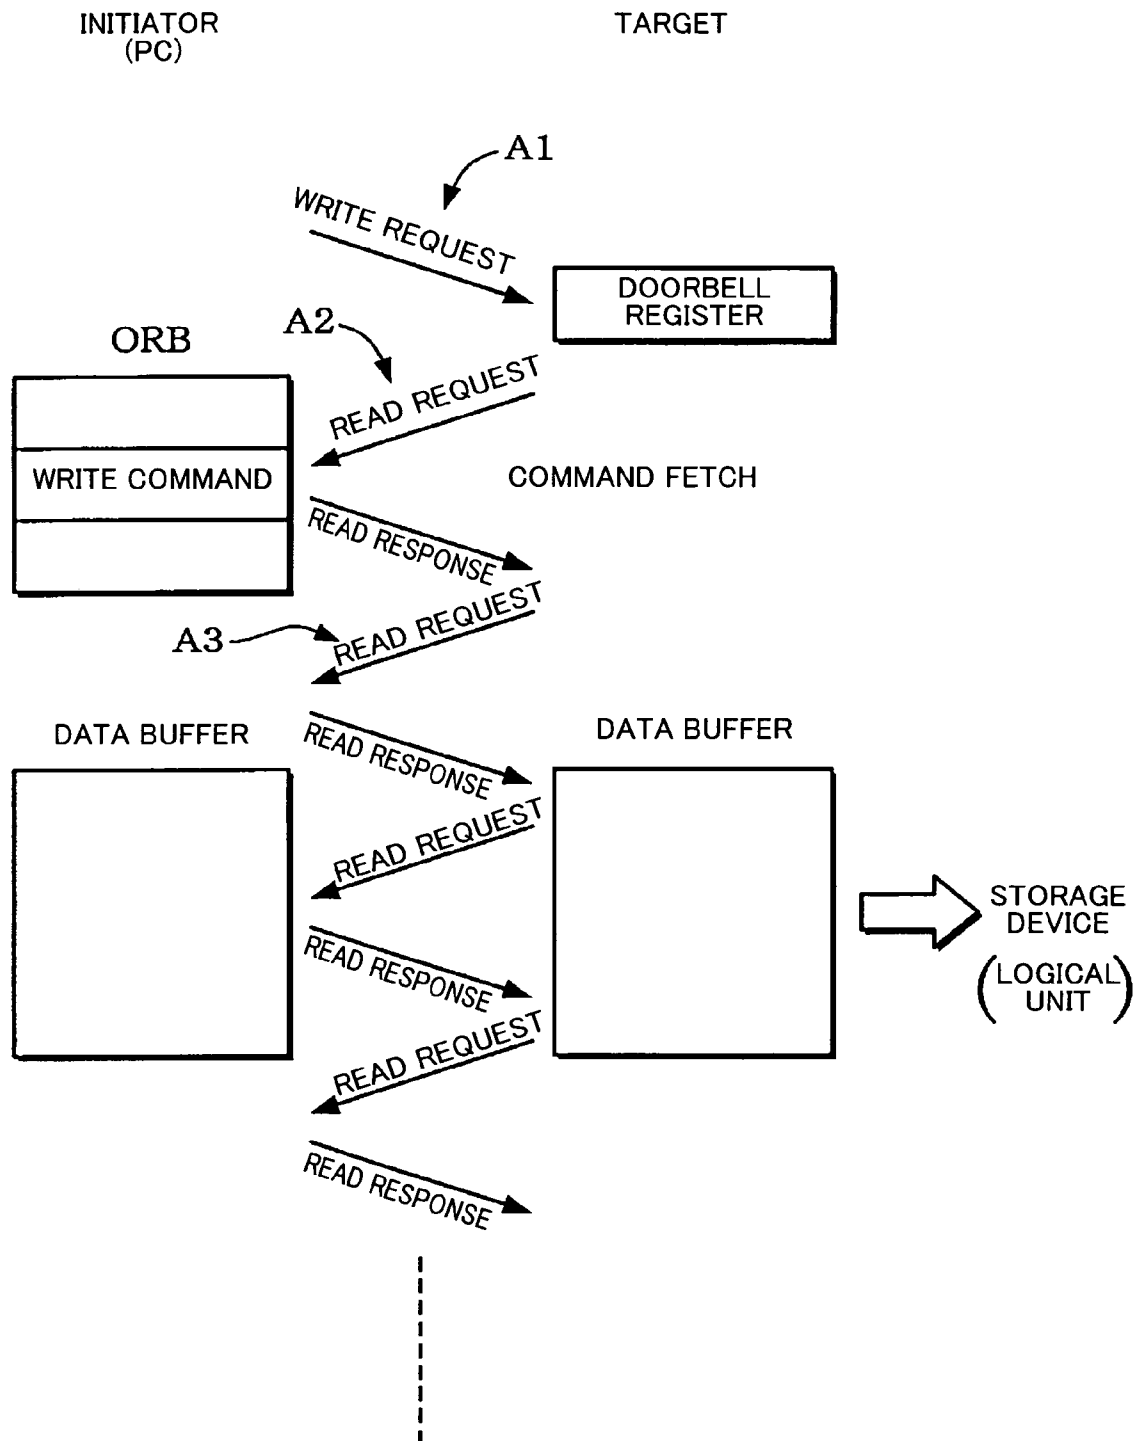 INITIATOR
(PC)
TARGET
A1
WRITE REQUEST
DOORBELL
REGISTER
A2
ORB
READ REQUEST
WRITE COMMAND
COMMAND FETCH
READ RESPONSE
READ REQUEST
A3
DATA BUFFER
READ RESPONSE
DATA BUFFER
READ REQUEST
STORAGE
DEVICE
READ RESPONSE
(LOGICAL
UNIT)
READ REQUEST
READ RESPONSE